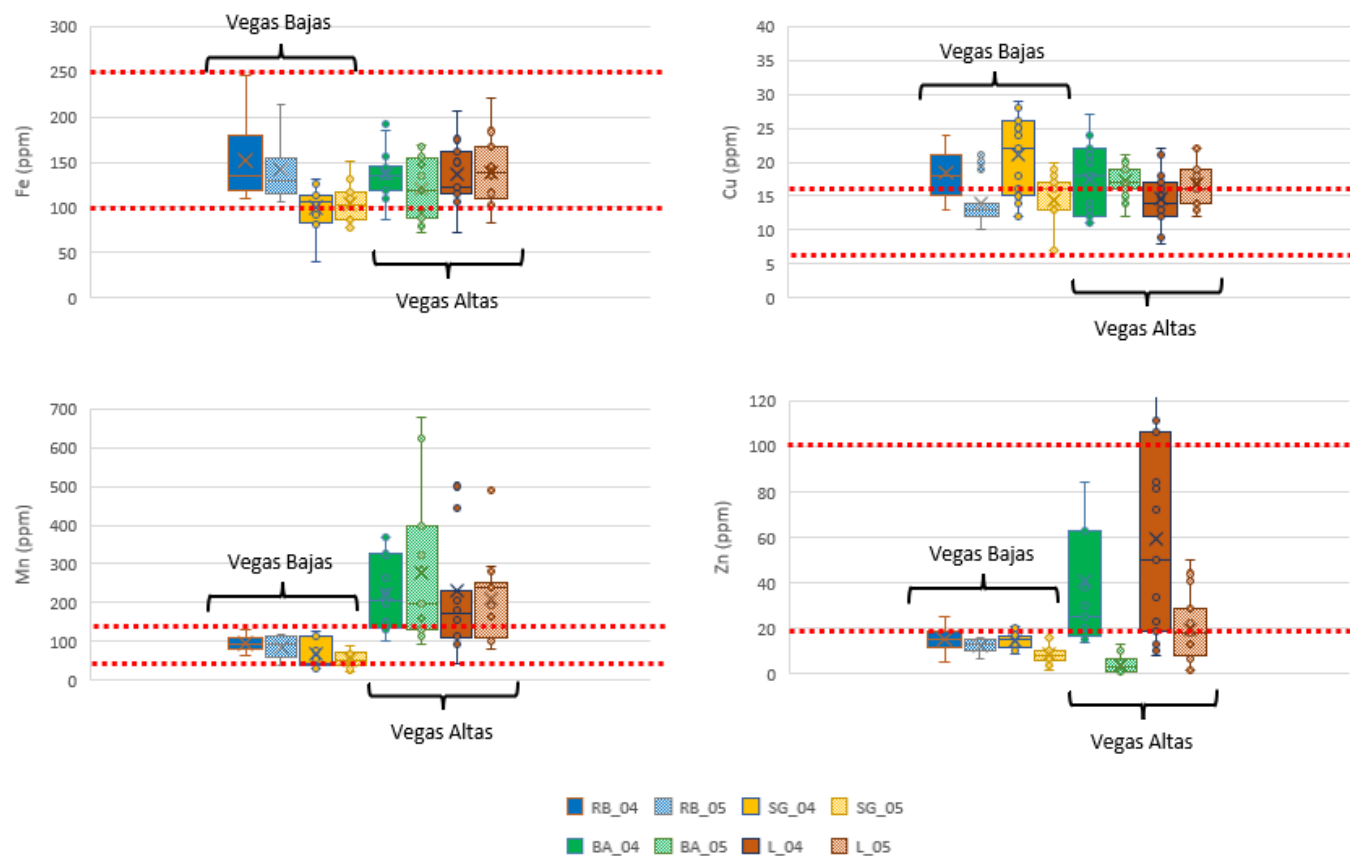 Vegas Bajas
300
250
200
150
100
50
0
Fe (ppm)
Vegas Altas
Vegas Bajas
40
35
30
25
20
15
10
5
0
Cu (ppm)
Vegas Altas
700
600
500
400
300
200
100
0
Mn (ppm)
Vegas Bajas
Vegas Altas
120
100
80
60
40
20
0
Zn (ppm)
Vegas Bajas
Vegas Altas
RB_04 RB_05 SG_04 SG_05
BA_04 BA_05 L_04 L_05